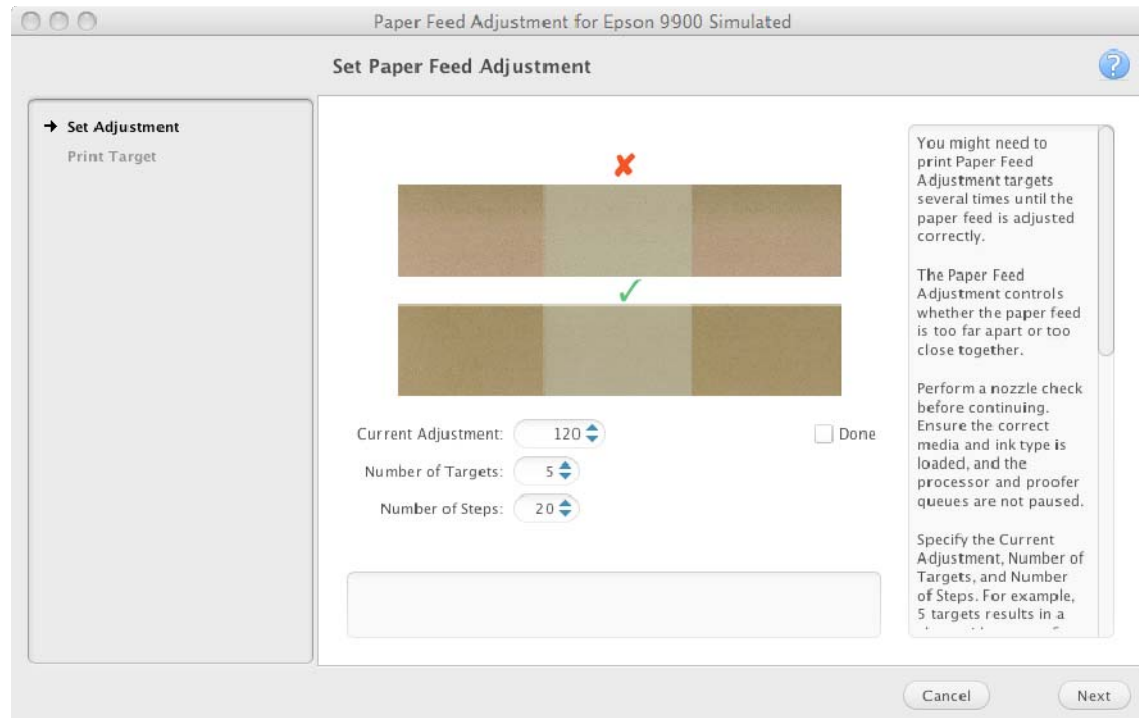 Paper Feed Adjustment for Epson 9900 Simulated
Set Paper Feed Adjustment
Set Adjustment
Print Target
Current Adjustment: 120
Done
Number of Targets: 5
Number of Steps: 20
You might need to
print Paper Feed
Adjustment targets
several times until the
paper feed is adjusted
correctly.
The Paper Feed
Adjustment controls
whether the paper feed
is too far apart or too
close together.
Perform a nozzle check
before continuing.
Ensure the correct
media and ink type is
loaded, and the
processor and proofer
queues are not paused.
Specify the Current
Adjustment, Number of
Targets, and Number
of Steps. For example,
5 targets results in a
Cancel
Next